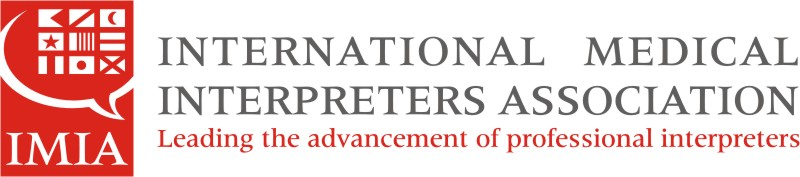 IMIA
INTERNATIONAL MEDICAL
INTERPRETERS ASSOCIATION
Leading the advancement of professional interpreters